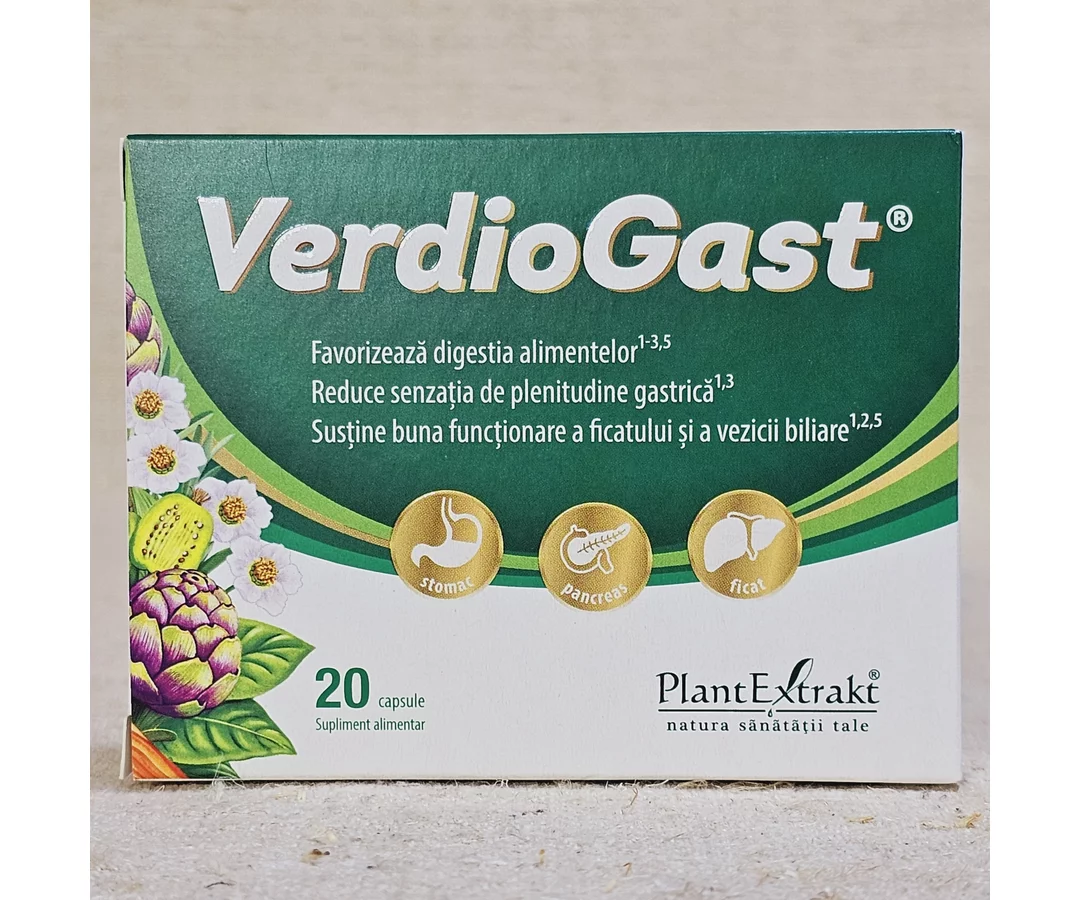 VerdioGast®
Favorizează digestia alimentelor1-3,5
Reduce senzația de plenitudine gastrică1,3
Susține buna funcționare a ficatului și a vezicii biliare1,2,5
stomac
pancreas
ficat
20 capsule
Supliment alimentar
PlantExtrakt®
natura sănătății tale